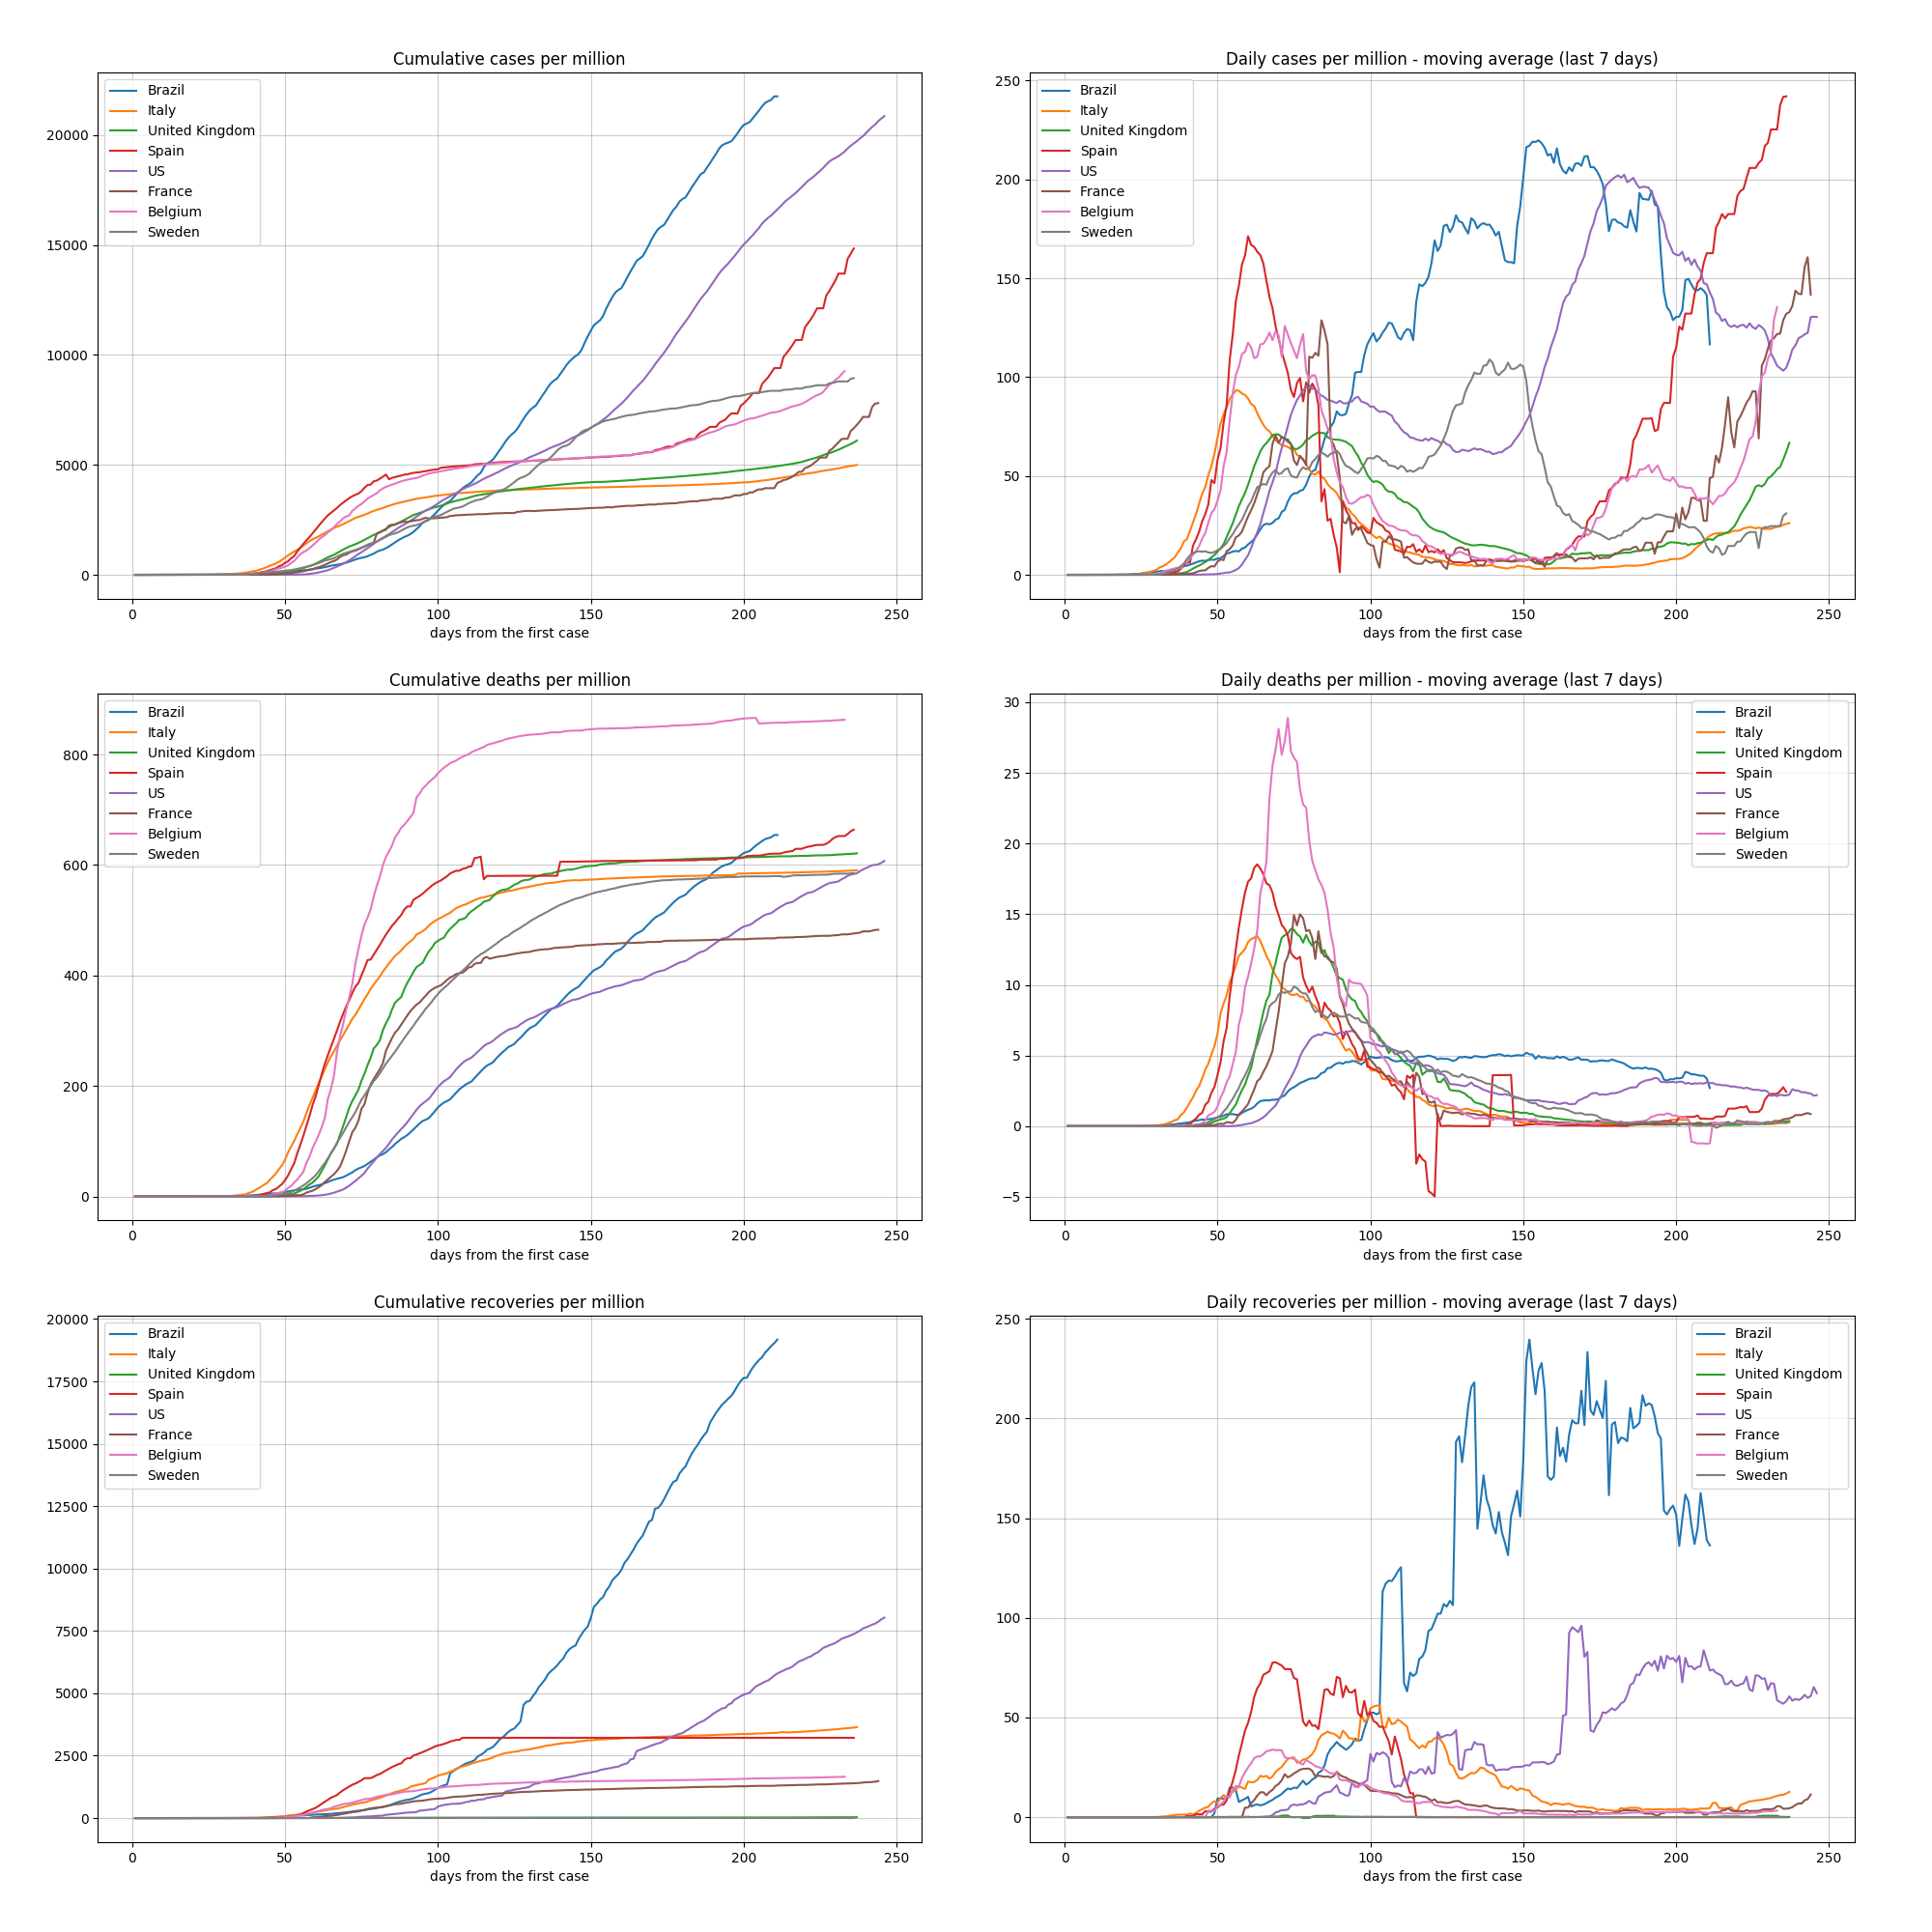 Cumulative cases per million
20000
15000
10000
5000
0
Brazil
Italy
United Kingdom
Spain
US
France
Belgium
Sweden
0 50 100 150 200 250
days from the first case
Daily cases per million - moving average (last 7 days)
250
200
150
100
50
0
Brazil
Italy
United Kingdom
Spain
US
France
Belgium
Sweden
0 50 100 150 200 250
days from the first case
Cumulative deaths per million
800
600
400
200
0
Brazil
Italy
United Kingdom
Spain
US
France
Belgium
Sweden
0 50 100 150 200 250
days from the first case
Daily deaths per million - moving average (last 7 days)
30
25
20
15
10
5
0
−5
Brazil
Italy
United Kingdom
Spain
US
France
Belgium
Sweden
0 50 100 150 200 250
days from the first case
Cumulative recoveries per million
20000
17500
15000
12500
10000
7500
5000
2500
0
Brazil
Italy
United Kingdom
Spain
US
France
Belgium
Sweden
0 50 100 150 200 250
days from the first case
Daily recoveries per million - moving average (last 7 days)
250
200
150
100
50
0
Brazil
Italy
United Kingdom
Spain
US
France
Belgium
Sweden
0 50 100 150 200 250
days from the first case